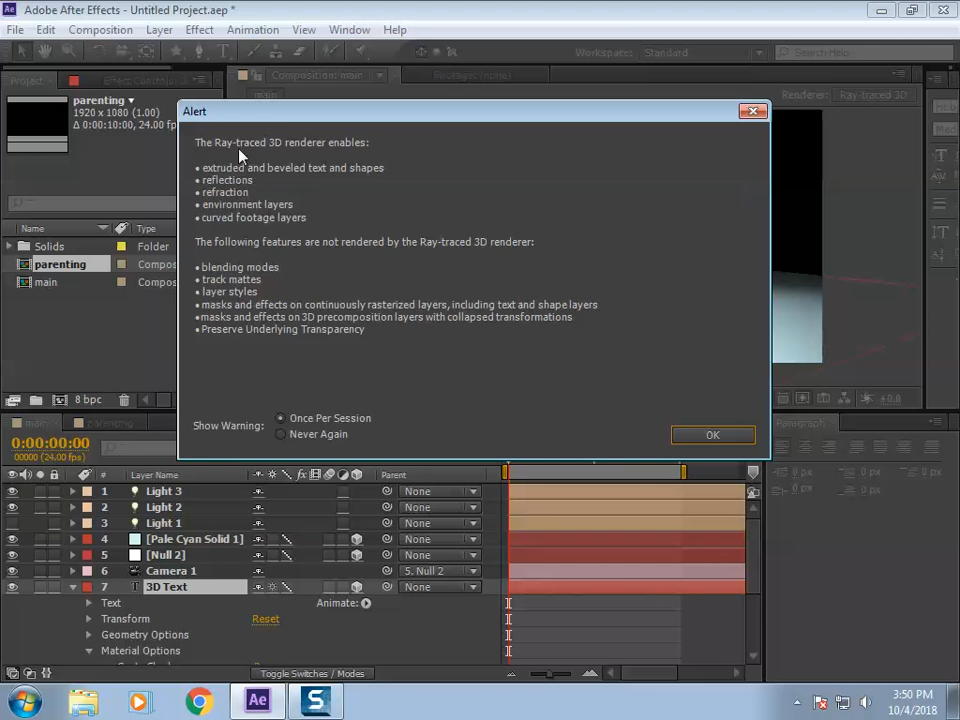 Adobe After Effects - Untitled Project.aep *
File Edit Composition Layer Effect Animation View Window Help
Workspace: Standard
Search Help
Project
Effect Controls
Composition: main
Footage: (none)
parenting
1920 x 1080 (1.00)
Δ 0:00:10:00, 24.00 fp
main
Renderer: Ray-traced 3D
Alert
The Ray-traced 3D renderer enables:
• extruded and beveled text and shapes
• reflections
• refraction
• environment layers
• curved footage layers
The following features are not rendered by the Ray-traced 3D renderer:
• blending modes
• track mattes
• layer styles
• masks and effects on continuously rasterized layers, including text and shape layers
• masks and effects on 3D precomposition layers with collapsed transformations
• Preserve Underlying Transparency
Show Warning:
Once Per Session
Never Again
OK
Name Type
Solids Folder
parenting Compos
main Compos
8 bpc
+0.0
main
parenting
Paragraph
0:00:00:00
00000 (24.00 fps)
# Layer Name Parent
1 Light 3 None
2 Light 2 None
3 Light 1 None
4 [Pale Cyan Solid 1] None
5 [Null 2] None
6 Camera 1 5. Null 2
7 3D Text None
Text Animate:
Transform Reset
Geometry Options
Material Options
Toggle Switches / Modes
0 px 0 px 0 px
0 px 0 px
3:50 PM
10/4/2018